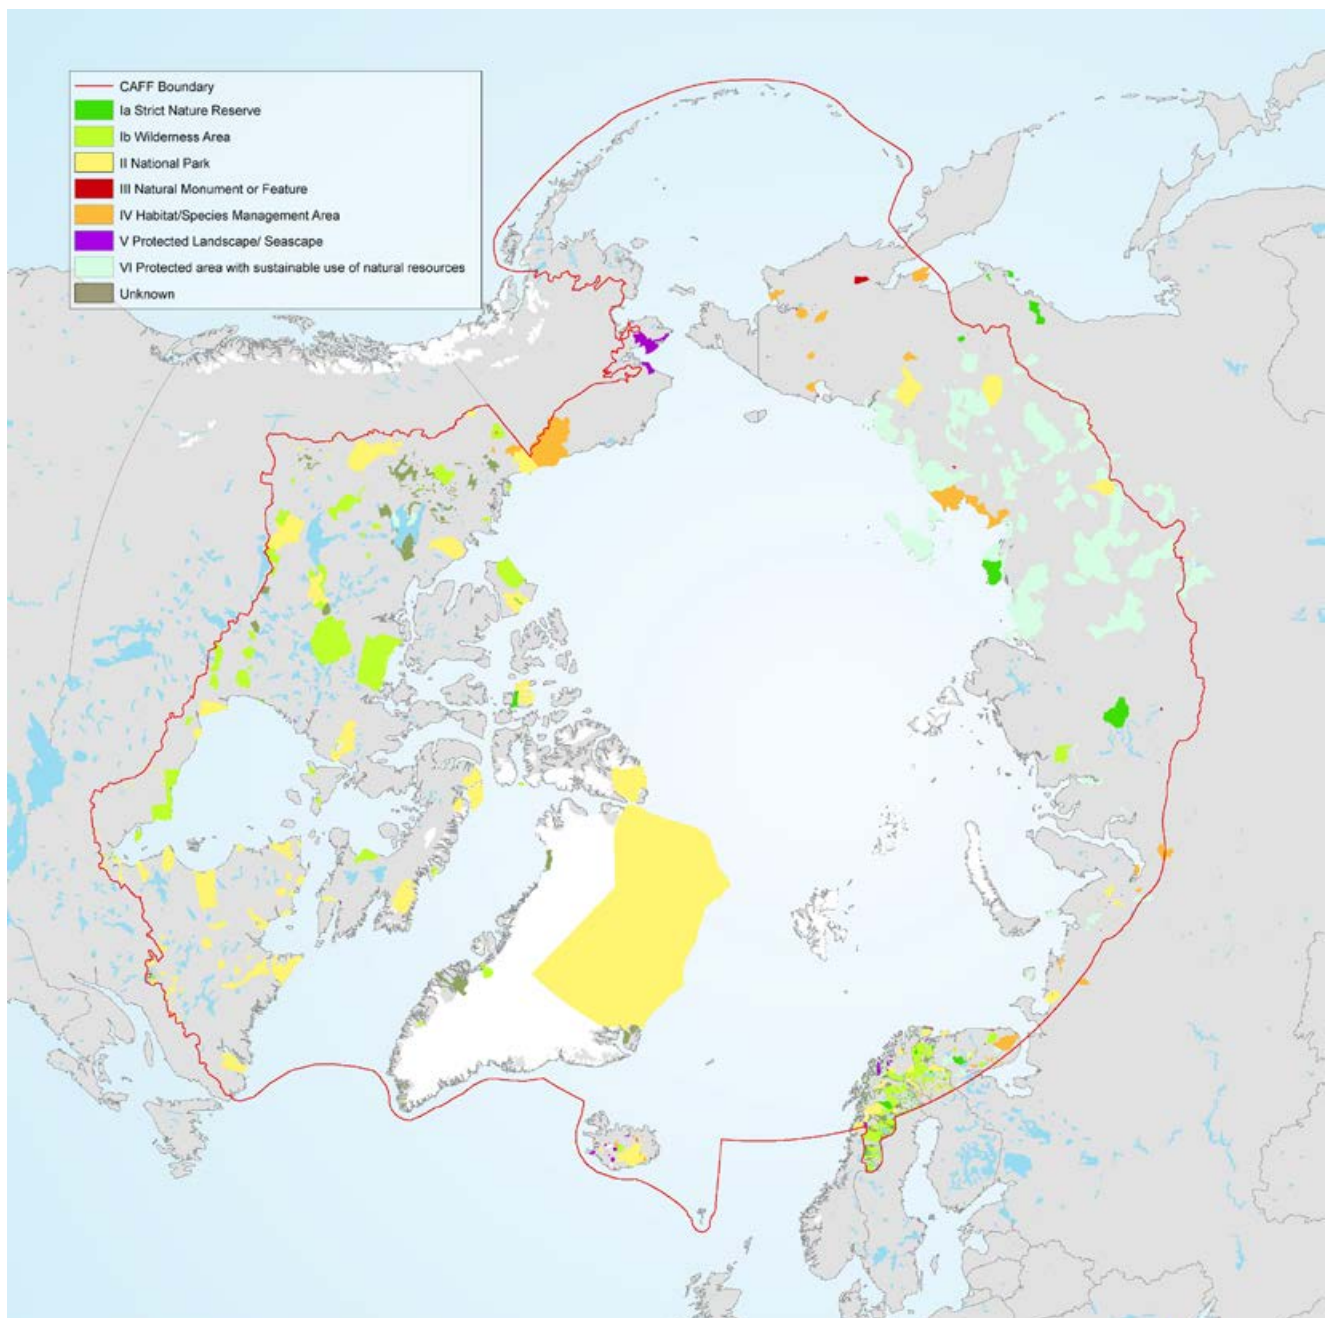 CAFF Boundary
Ia Strict Nature Reserve
Ib Wilderness Area
II National Park
III Natural Monument or Feature
IV Habitat/Species Management Area
V Protected Landscape/ Seascape
VI Protected area with sustainable use of natural resources
Unknown